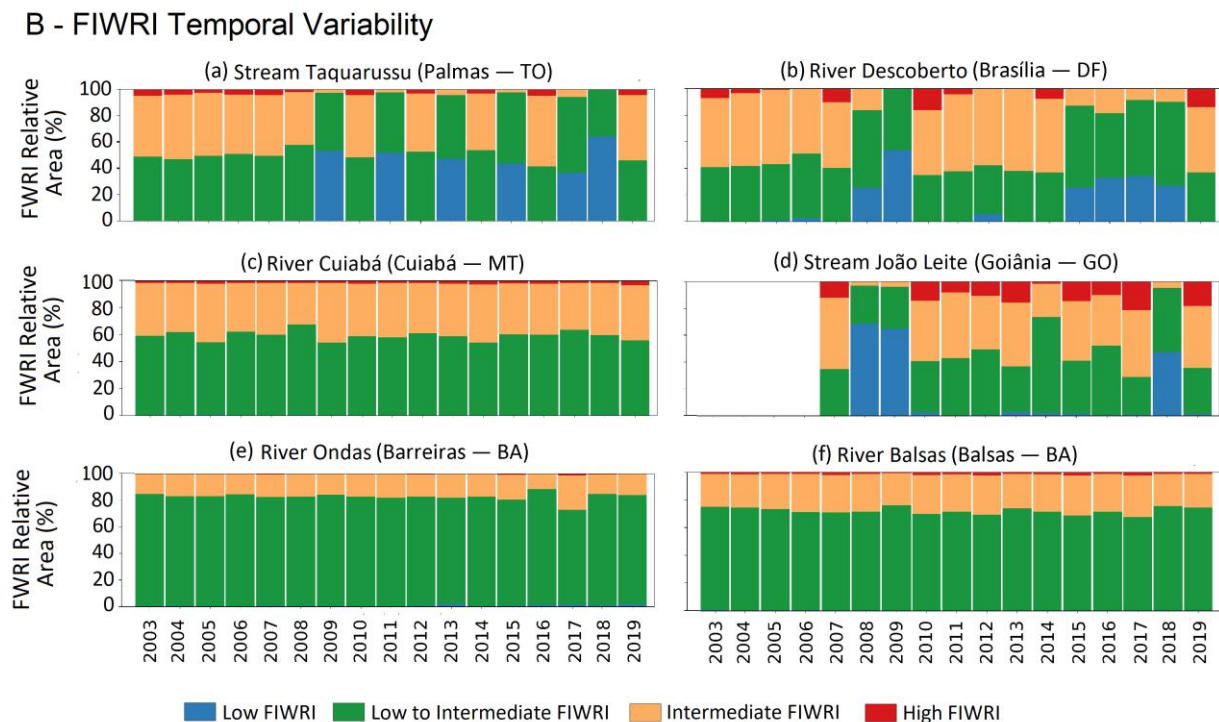 B - FIWRI Temporal Variability
(a) Stream Taquarussu (Palmas — TO)
FIWRI Relative
Area (%)
100
80
60
40
20
0
(b) River Descoberto (Brasília — DF)
(c) River Cuiabá (Cuiabá — MT)
FWRI Relative
Area (%)
100
80
60
40
20
0
(d) Stream João Leite (Goiânia — GO)
(e) River Ondas (Barreiras — BA)
FWRI Relative
Area (%)
100
80
60
40
20
0
(f) River Balsas (Balsas — BA)
2003 2004 2005 2006 2007 2008 2009 2010 2011 2012 2013 2014 2015 2016 2017 2018 2019
2003 2004 2005 2006 2007 2008 2009 2010 2011 2012 2013 2014 2015 2016 2017 2018 2019
Low FIWRI Low to Intermediate FIWRI Intermediate FIWRI High FIWRI